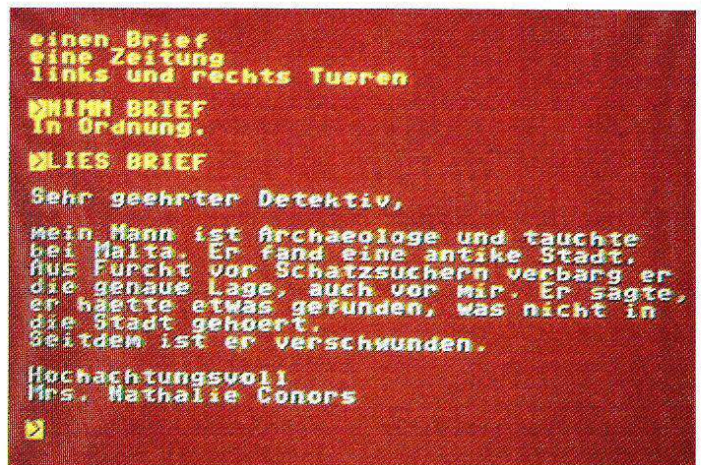 einen Brief
eine Zeitung
links und rechts Tueren
>NIMM BRIEF
In Ordnung.
>LIES BRIEF
Sehr geehrter Detektiv,
mein Mann ist Archaeologe und tauchte
bei Malta. Er fand eine antike Stadt.
Aus Furcht vor Schatzsuchern verbarg er
die genaue Lage, auch vor mir. Er sagte,
er haette etwas gefunden, was nicht in
die Stadt gehoert.
Seitdem ist er verschwunden.
Hochachtungsvoll
Mrs. Nathalie Conors
>